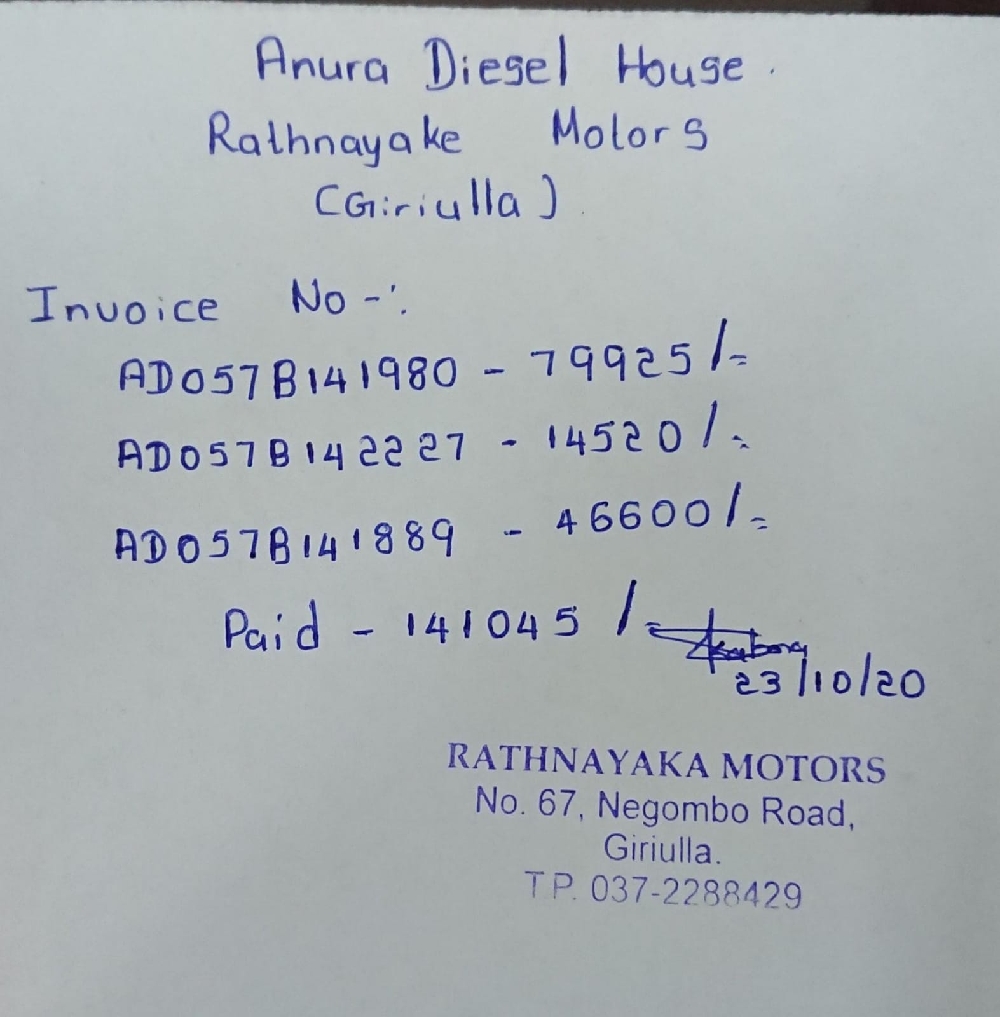 Anura Diesel House.
Rathnayake Motors
(Giriulla)
Invoice No -:
AD057B141980 - 79925/=
AD057B142227 - 14520/=
AD057B141889 - 46600/=
Paid - 141045/=
23/10/20
RATHNAYAKA MOTORS
No. 67, Negombo Road,
Giriulla.
T P. 037-2288429